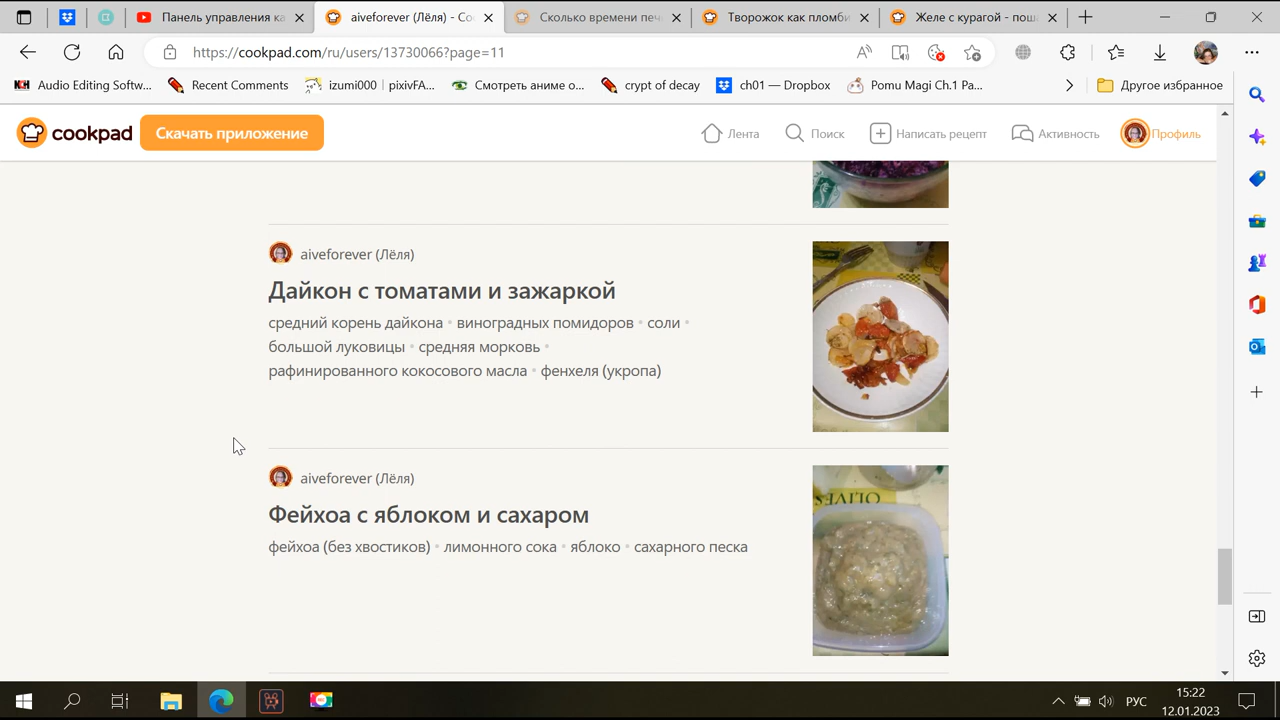 Панель управления ка
aiveforever (Лёля) - Co
Сколько времени печ
Творожок как пломби
Желе с курагой - пош
https://cookpad.com/ru/users/13730066?page=11
Audio Editing Softw...
Recent Comments
izumi000 | pixivFA...
Смотреть аниме о...
crypt of decay
ch01 — Dropbox
Pomu Magi Ch.1 Pa...
Другое избранное
cookpad
Скачать приложение
Лента
Поиск
Написать рецепт
Активность
Профиль
aiveforever (Лёля)
Дайкон с томатами и зажаркой
средний корень дайкона • виноградных помидоров • соли •
большой луковицы • средняя морковь •
рафинированного кокосового масла • фенхеля (укропа)
aiveforever (Лёля)
Фейхоа с яблоком и сахаром
фейхоа (без хвостиков) • лимонного сока • яблоко • сахарного песка
OLIVES
РУС
15:22
12.01.2023